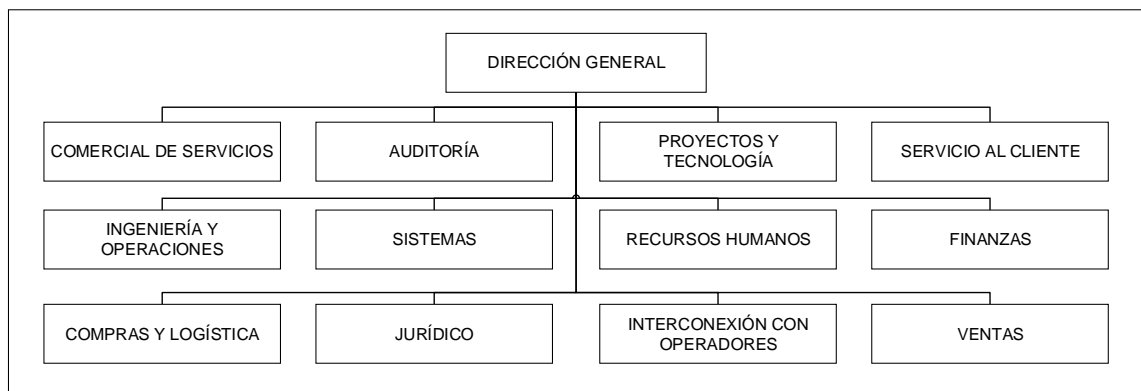 DIRECCIÓN GENERAL
COMERCIAL DE SERVICIOS
AUDITORÍA
PROYECTOS Y
TECNOLOGÍA
SERVICIO AL CLIENTE
INGENIERÍA Y
OPERACIONES
SISTEMAS
RECURSOS HUMANOS
FINANZAS
COMPRAS Y LOGÍSTICA
JURÍDICO
INTERCONEXIÓN CON
OPERADORES
VENTAS